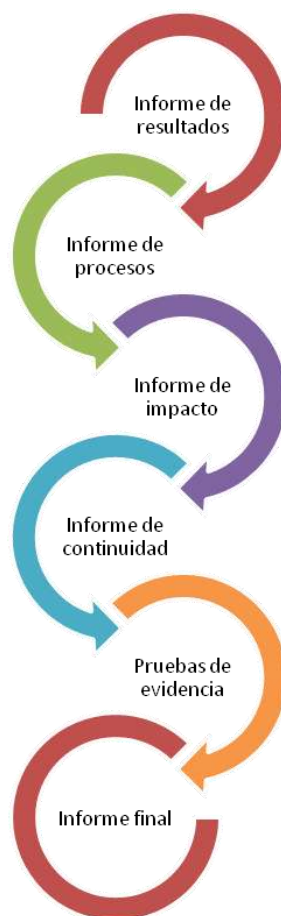 Informe de
resultados
Informe de
procesos
Informe de
impacto
Informe de
continuidad
Pruebas de
evidencia
Informe final